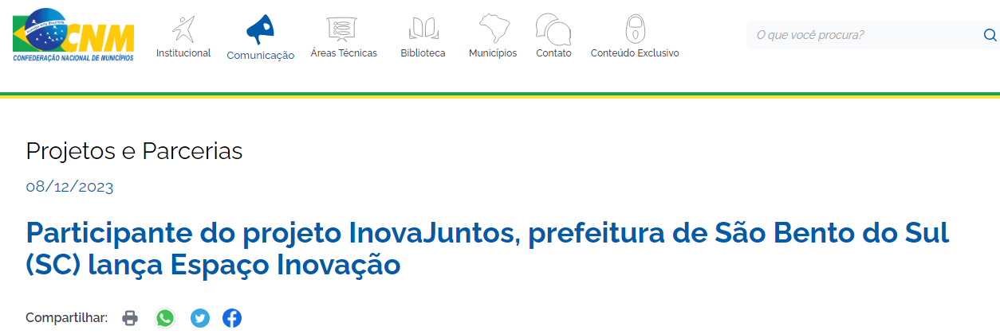 CNM
CONFEDERAÇÃO NACIONAL DE MUNICÍPIOS
Institucional
Comunicação
Áreas Técnicas
Biblioteca
Municípios
Contato
Conteúdo Exclusivo
O que você procura?
Projetos e Parcerias
08/12/2023
Participante do projeto InovaJuntos, prefeitura de São Bento do Sul
(SC) lança Espaço Inovação
Compartilhar: